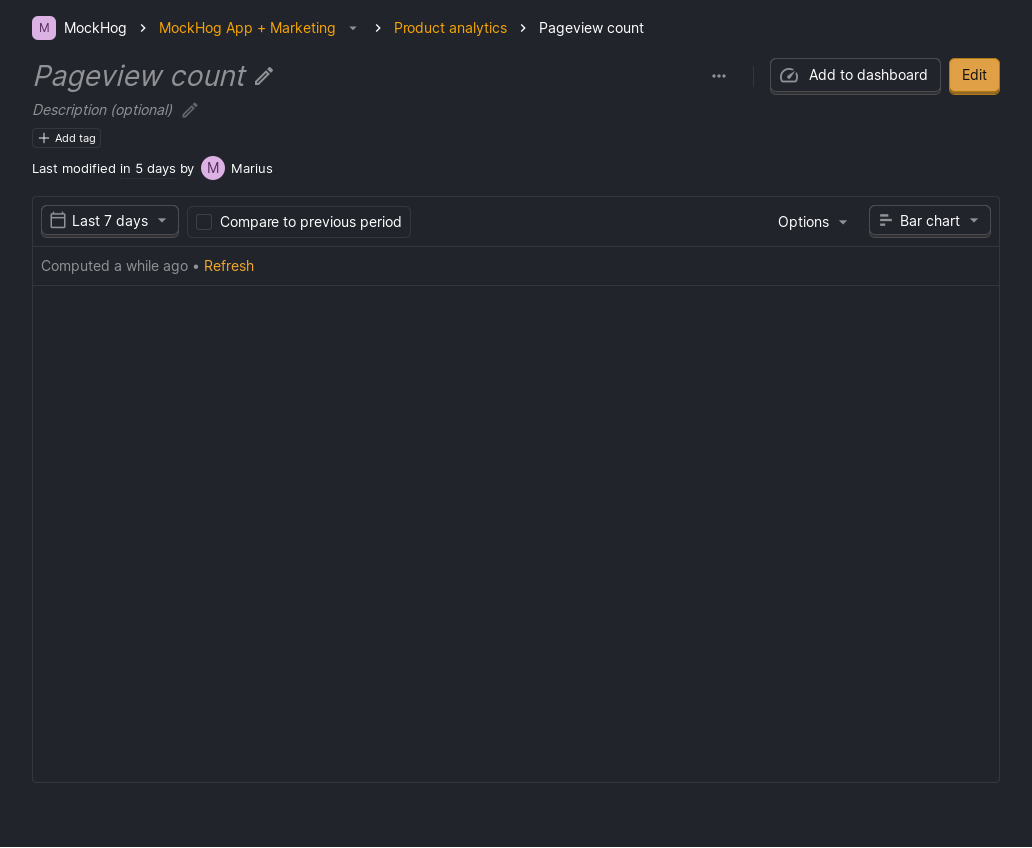 M MockHog MockHog App + Marketing Product analytics Pageview count
Pageview count
Add to dashboard
Edit
Description (optional)
Add tag
Last modified in 5 days by M Marius
Last 7 days
Compare to previous period
Options
Bar chart
Computed a while ago • Refresh